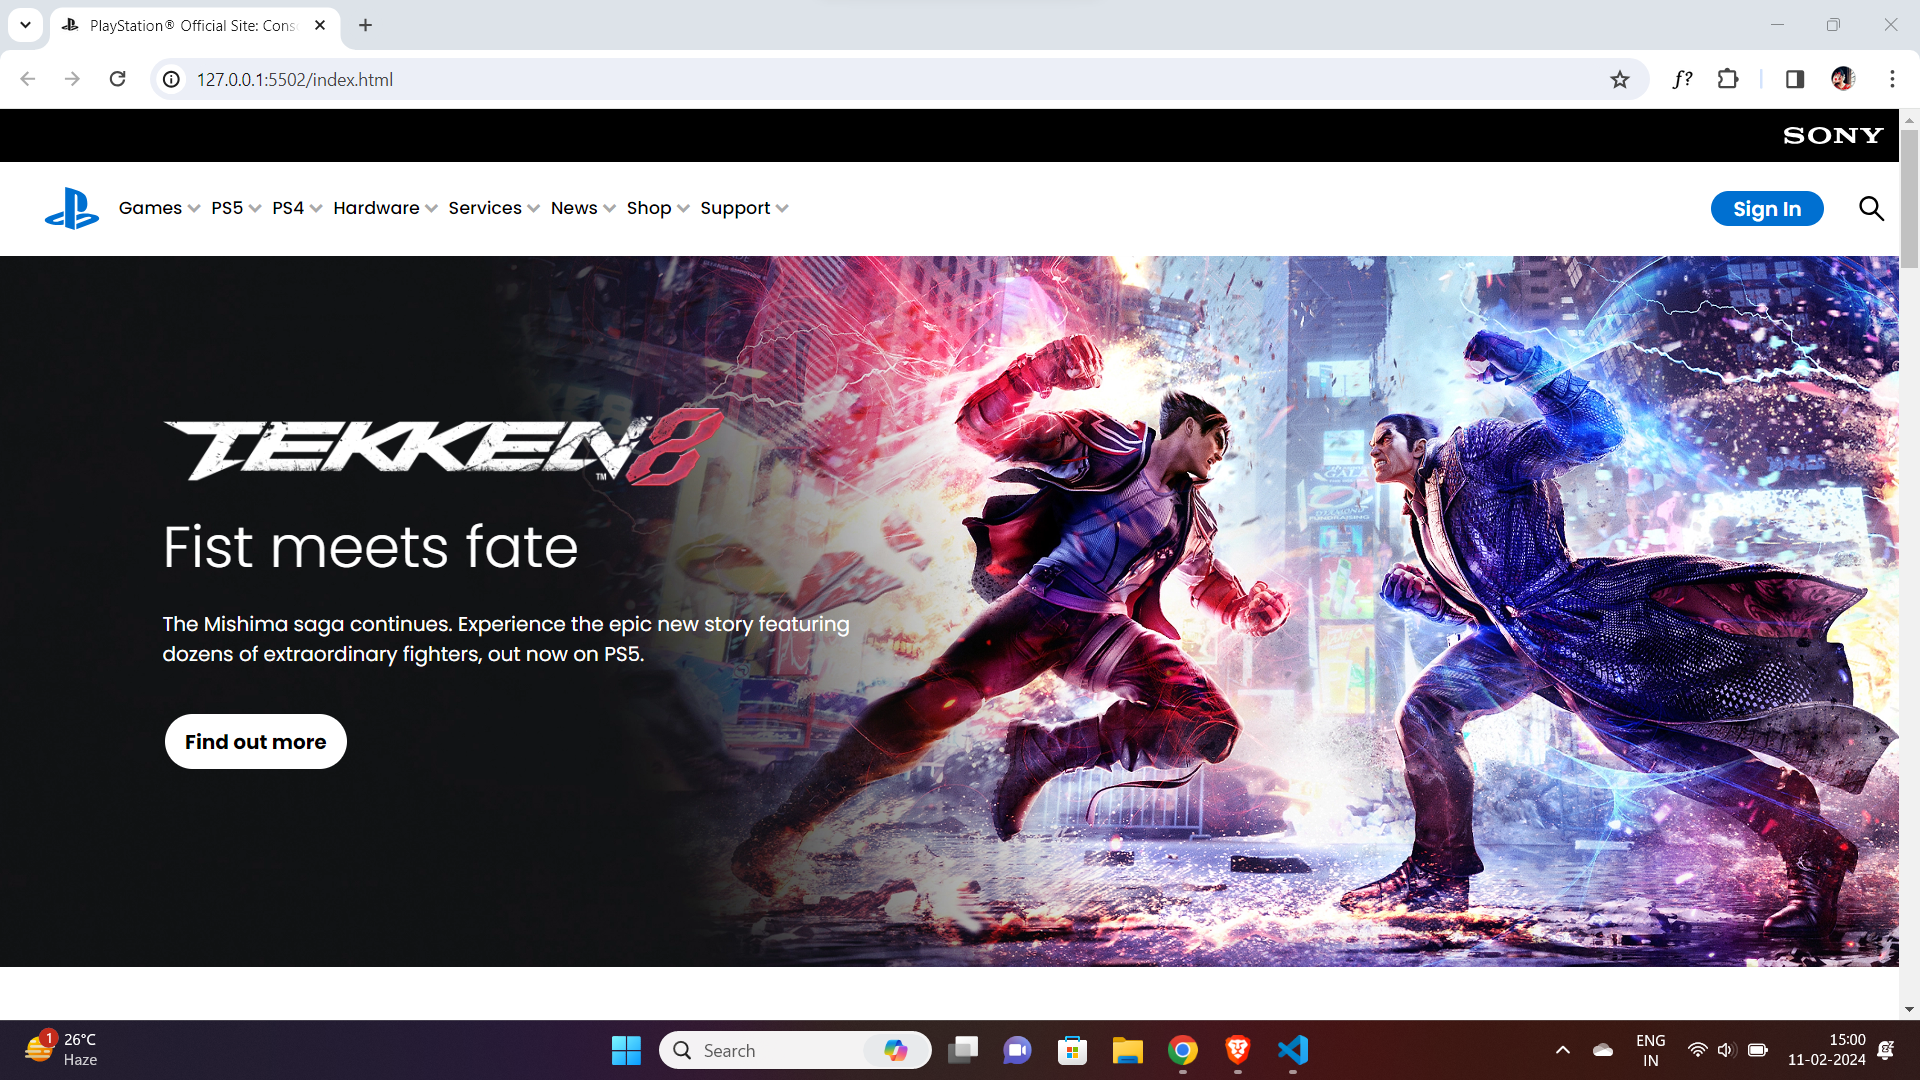 PlayStation® Official Site: Cons
127.0.0.1:5502/index.html
f?
SONY
Games PS5 PS4 Hardware Services News Shop Support
Sign In
TEKKEN 8
TM
Fist meets fate
The Mishima saga continues. Experience the epic new story featuring
dozens of extraordinary fighters, out now on PS5.
Find out more
1
26°C
Haze
Search
ENG
IN
15:00
11-02-2024